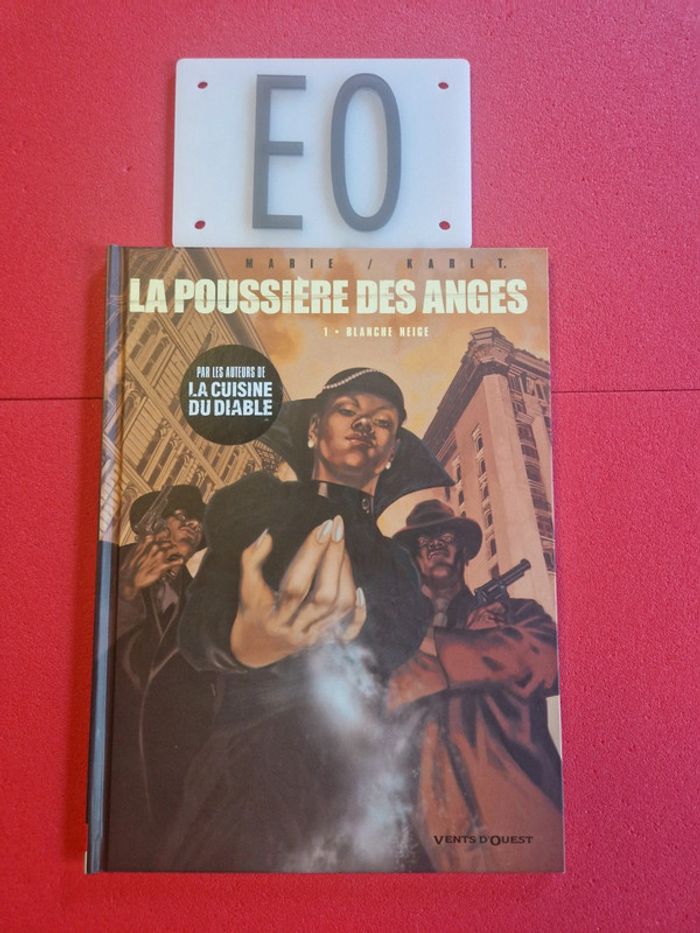 EO
MARIE / KARL T.
LA POUSSIÈRE DES ANGES
1 • BLANCHE NEIGE
PAR LES AUTEURS DE
LA CUISINE
DU DIABLE
VENTS D'OUEST